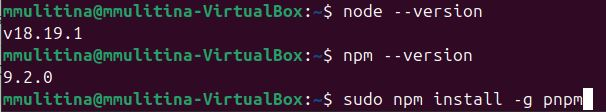 mmulitina@mmulitina-VirtualBox:~$ node --version
v18.19.1
mmulitina@mmulitina-VirtualBox:~$ npm --version
9.2.0
mmulitina@mmulitina-VirtualBox:~$ sudo npm install -g pnpm